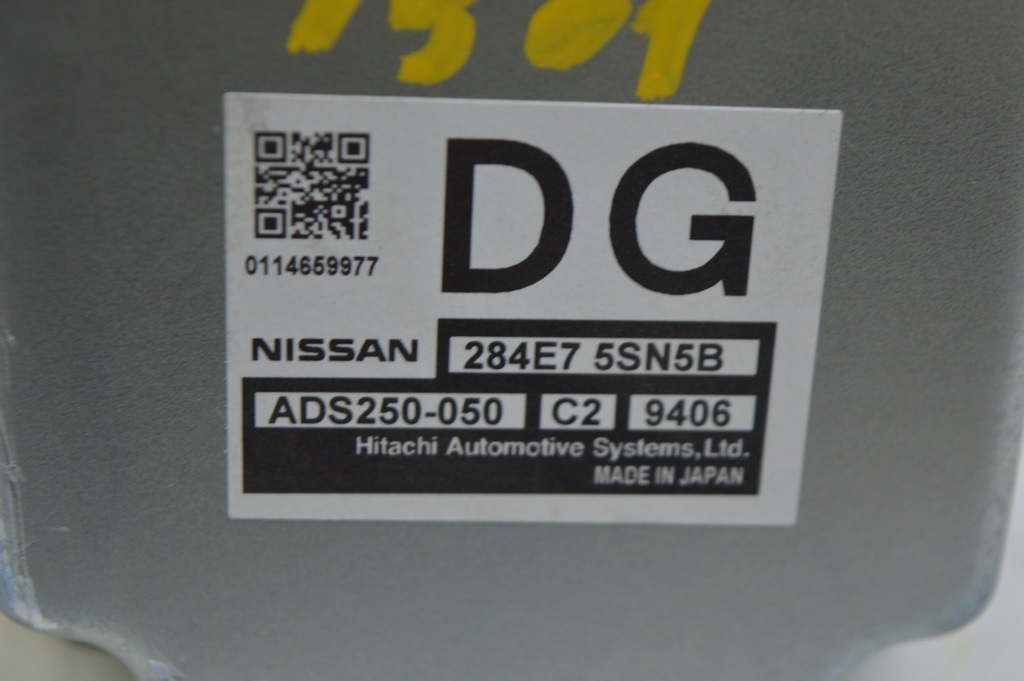 DG
0114659977
NISSAN 284E7 5SN5B
ADS250-050 C2 9406
Hitachi Automotive Systems,Ltd.
MADE IN JAPAN